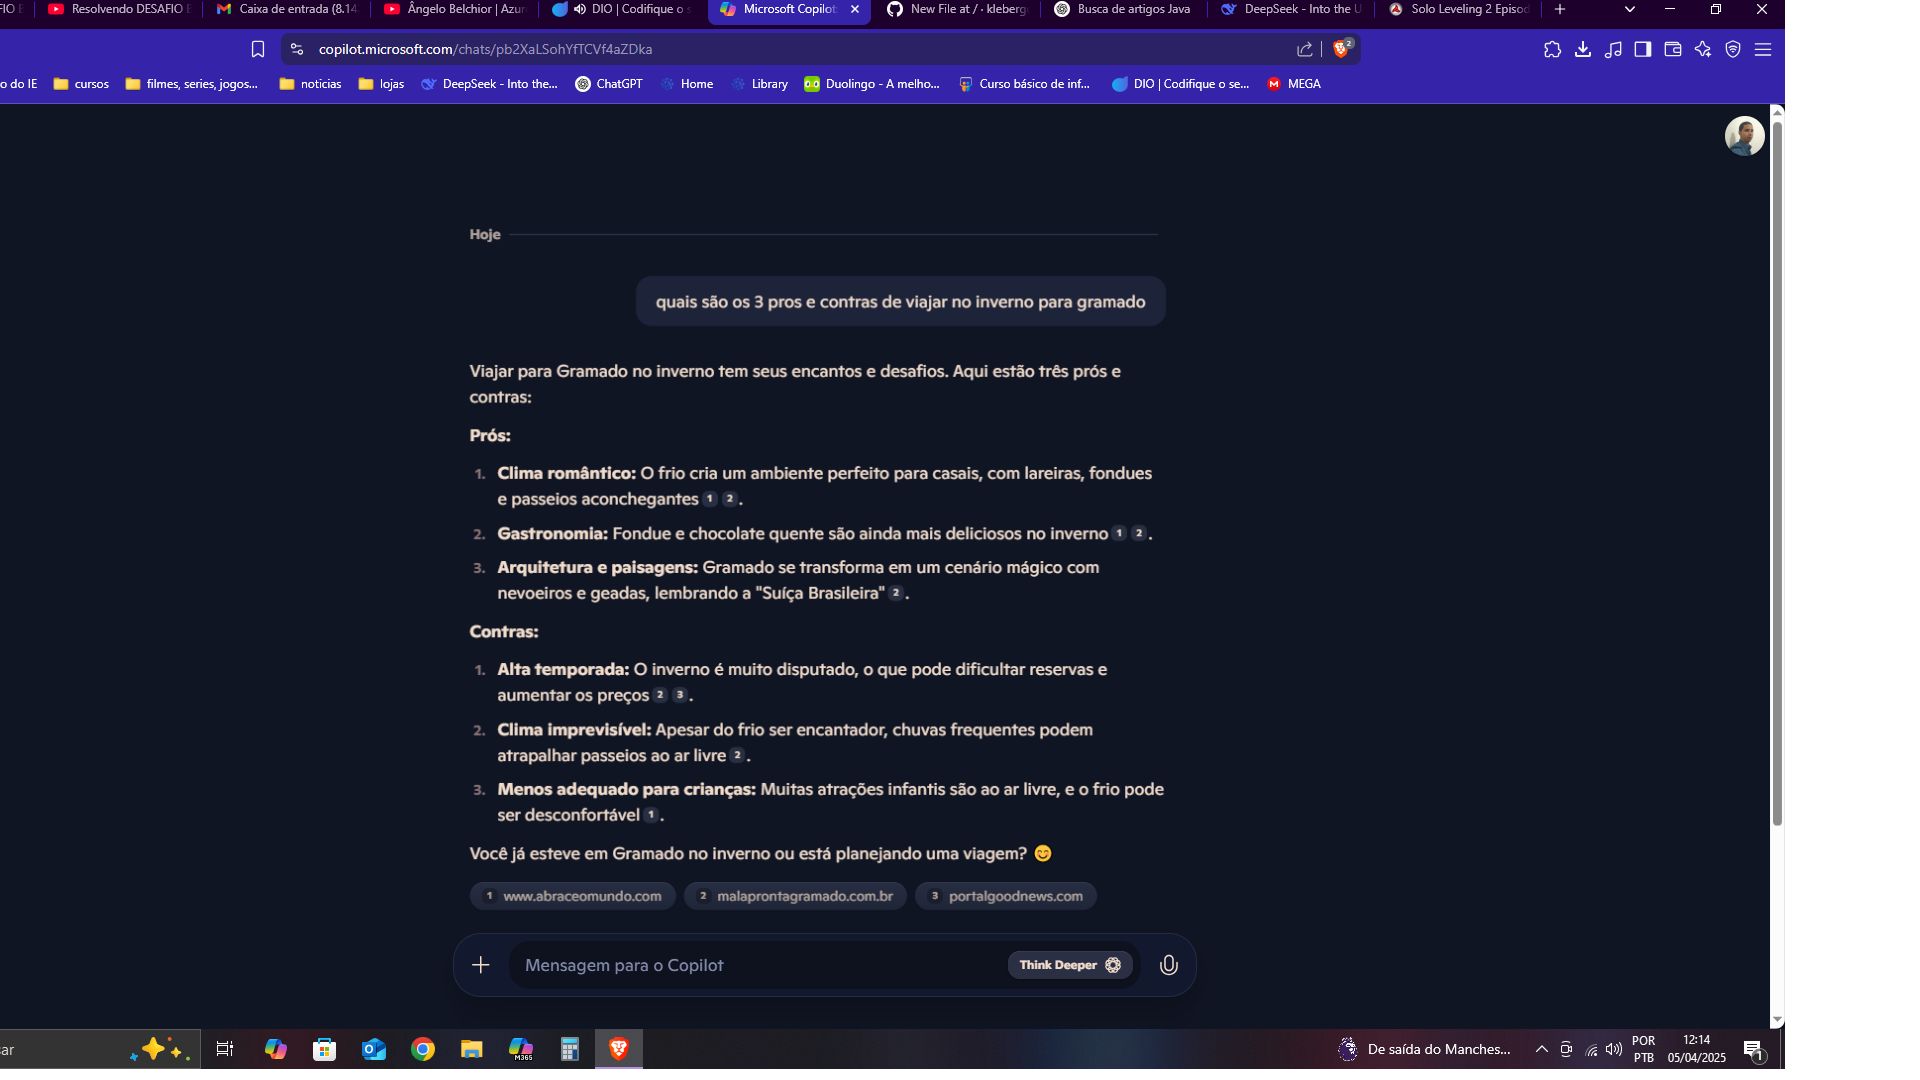 FIO E
Resolvendo DESAFIO E
Caixa de entrada (8.14
Ângelo Belchior | Azur
DIO | Codifique o s
Microsoft Copilot
New File at / · kleberg
Busca de artigos Java
DeepSeek - Into the U
Solo Leveling 2 Episod
copilot.microsoft.com/chats/pb2XaLSohYfTCVf4aZDka
2
o do IE
cursos
filmes, series, jogos...
noticias
lojas
DeepSeek - Into the...
ChatGPT
Home
Library
Duolingo - A melho...
Curso básico de inf...
DIO | Codifique o se...
MEGA
Hoje
quais são os 3 pros e contras de viajar no inverno para gramado
Viajar para Gramado no inverno tem seus encantos e desafios. Aqui estão três prós e
contras:
Prós:
1. Clima romântico: O frio cria um ambiente perfeito para casais, com lareiras, fondues
e passeios aconchegantes 1 2 .
2. Gastronomia: Fondue e chocolate quente são ainda mais deliciosos no inverno 1 2 .
3. Arquitetura e paisagens: Gramado se transforma em um cenário mágico com
nevoeiros e geadas, lembrando a "Suíça Brasileira" 2 .
Contras:
1. Alta temporada: O inverno é muito disputado, o que pode dificultar reservas e
aumentar os preços 2 3 .
2. Clima imprevisível: Apesar do frio ser encantador, chuvas frequentes podem
atrapalhar passeios ao ar livre 2 .
3. Menos adequado para crianças: Muitas atrações infantis são ao ar livre, e o frio pode
ser desconfortável 1 .
Você já esteve em Gramado no inverno ou está planejando uma viagem? 😊
1 www.abraceomundo.com
2 malaprontagramado.com.br
3 portalgoodnews.com
Mensagem para o Copilot
Think Deeper
ar
M365
De saída do Manches...
POR
PTB
12:14
05/04/2025
1